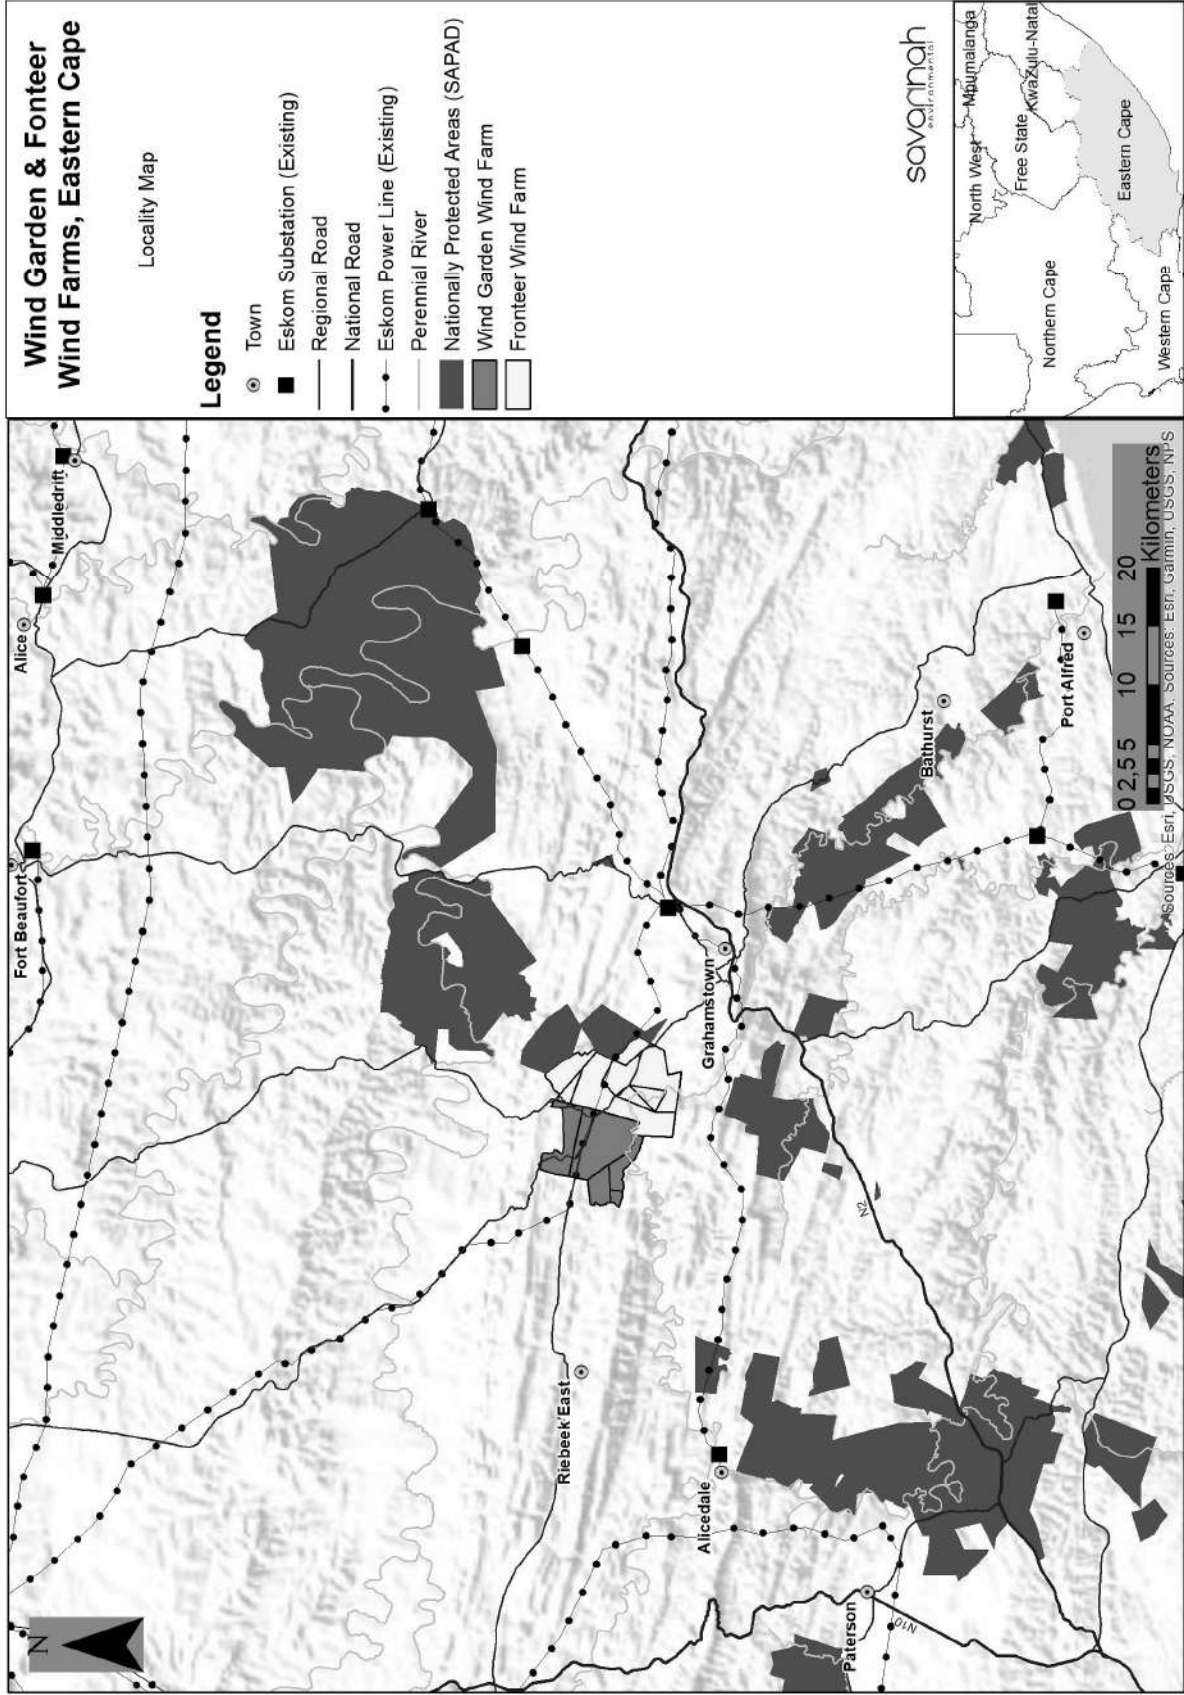 Wind Garden & Fonteer
Wind Farms, Eastern Cape
Locality Map
Legend
Town
Eskom Substation (Existing)
Regional Road
National Road
Eskom Power Line (Existing)
Perennial River
Nationally Protected Areas (SAPAD)
Wind Garden Wind Farm
Fronteer Wind Farm
savannah
environmental
North West
Mpumalanga
Free State
KwaZulu-Natal
Northern Cape
Eastern Cape
Western Cape
N
Fort Beaufort
Alice
Middledrift
Riebeek East
Grahamstown
Alicedale
Bathurst
Paterson
Port Alfred
N2
N10
0 2,5 5 10 15 20
Kilometers
Sources: Esri, USGS, NOAA, Sources: Esri, Garmin, USGS, NPS